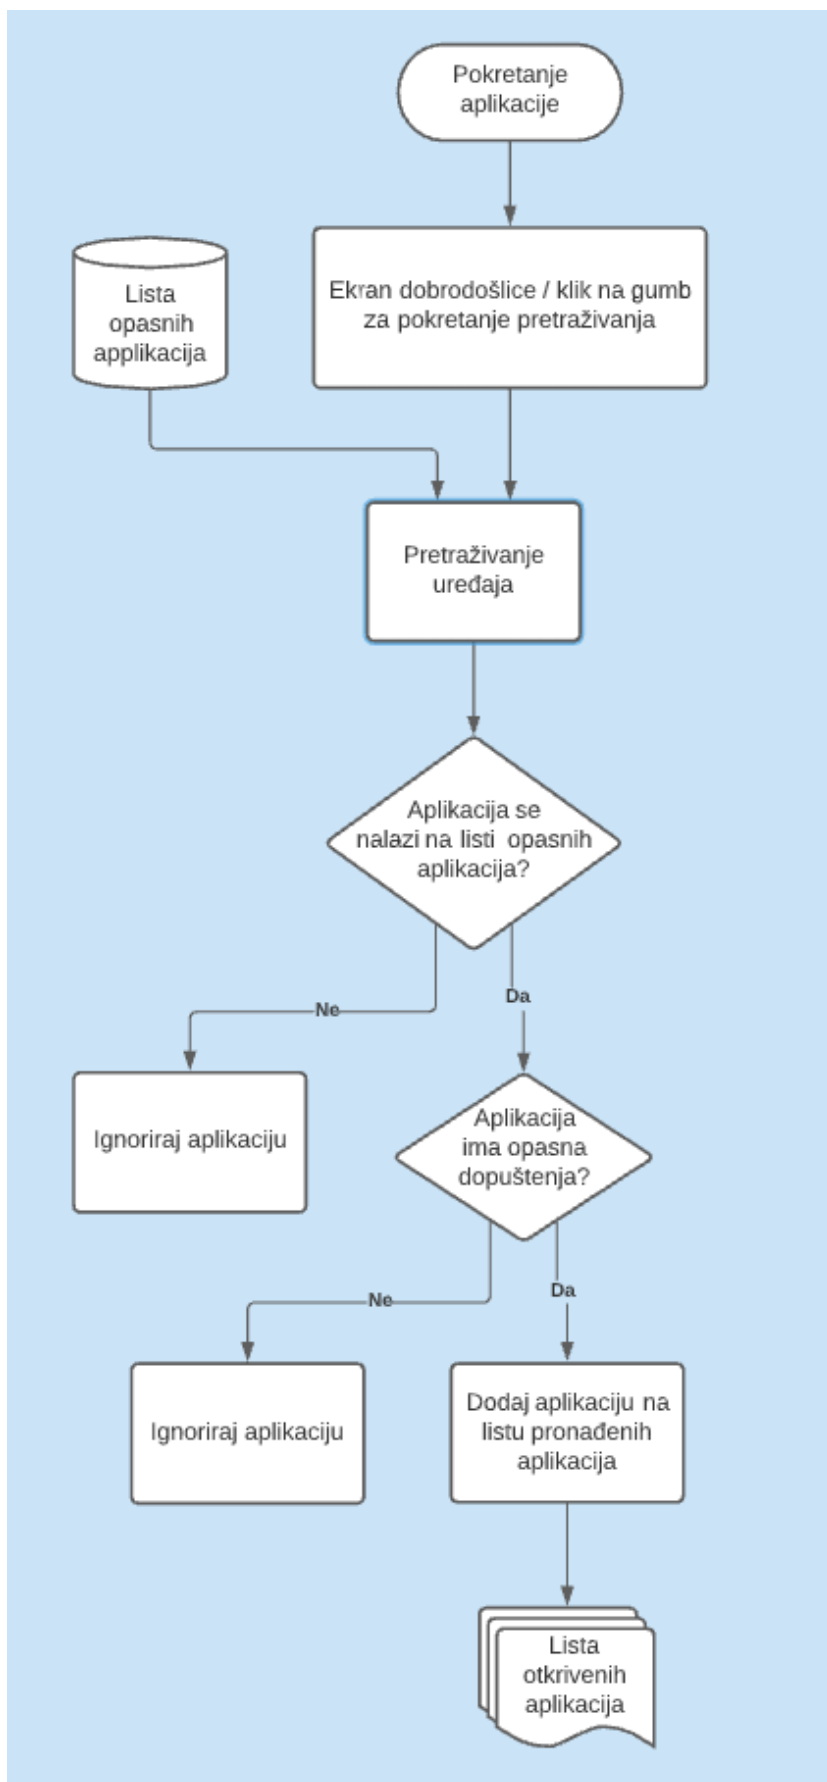 Pokretanje
aplikacije
Ekran dobrodošlice / klik na gumb
za pokretanje pretraživanja
Lista
opasnih
applikacija
Pretraživanje
uređaja
Aplikacija se
nalazi na listi opasnih
aplikacija?
Ne
Da
Ignoriraj aplikaciju
Aplikacija
ima opasna
dopuštenja?
Ne
Da
Ignoriraj aplikaciju
Dodaj aplikaciju na
listu pronađenih
aplikacija
Lista
otkrivenih
aplikacija